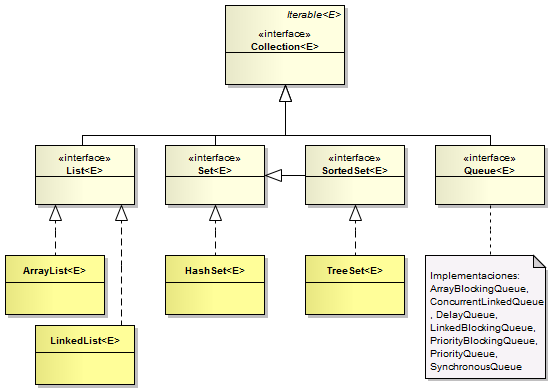 Iterable<E>
«interface»
Collection<E>
«interface»
List<E>
«interface»
Set<E>
«interface»
SortedSet<E>
«interface»
Queue<E>
ArrayList<E>
HashSet<E>
TreeSet<E>
LinkedList<E>
Implementaciones:
ArrayBlockingQueue,
ConcurrentLinkedQueue
, DelayQueue,
LinkedBlockingQueue,
PriorityBlockingQueue,
PriorityQueue,
SynchronousQueue